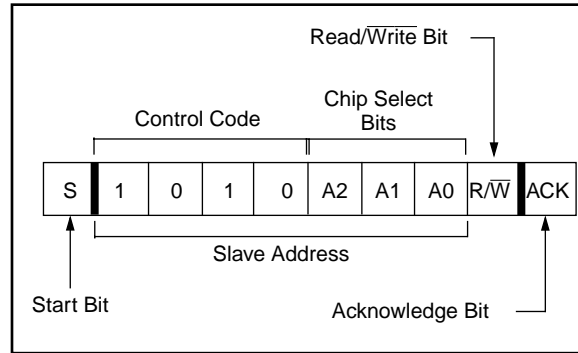 Read/Write Bit
Chip Select
Bits
Control Code
S 1 0 1 0 A2 A1 A0 R/W ACK
Slave Address
Start Bit
Acknowledge Bit